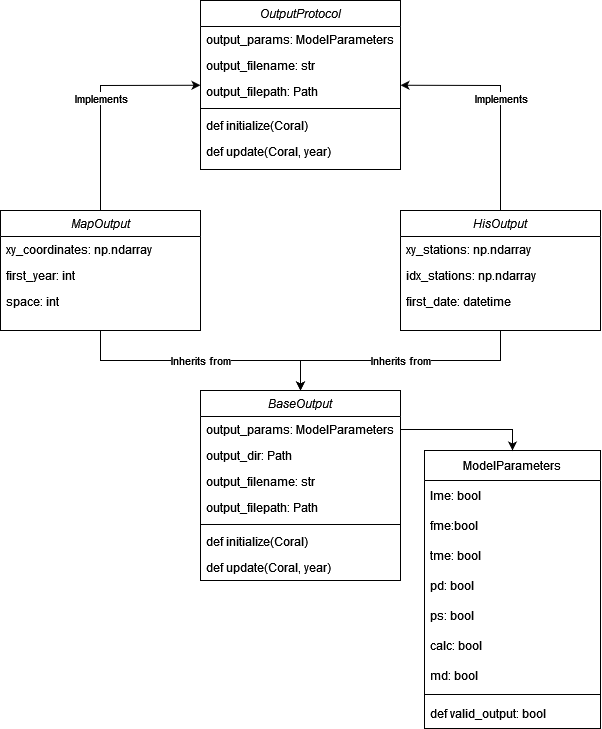 OutputProtocol
output_params: ModelParameters
output_filename: str
output_filepath: Path
def initialize(Coral)
def update(Coral, year)
Implements
Implements
MapOutput
xy_coordinates: np.ndarray
first_year: int
space: int
HisOutput
xy_stations: np.ndarray
idx_stations: np.ndarray
first_date: datetime
Inherits from
Inherits from
BaseOutput
output_params: ModelParameters
output_dir: Path
output_filename: str
output_filepath: Path
def initialize(Coral)
def update(Coral, year)
ModelParameters
lme: bool
fme:bool
tme: bool
pd: bool
ps: bool
calc: bool
md: bool
def valid_output: bool